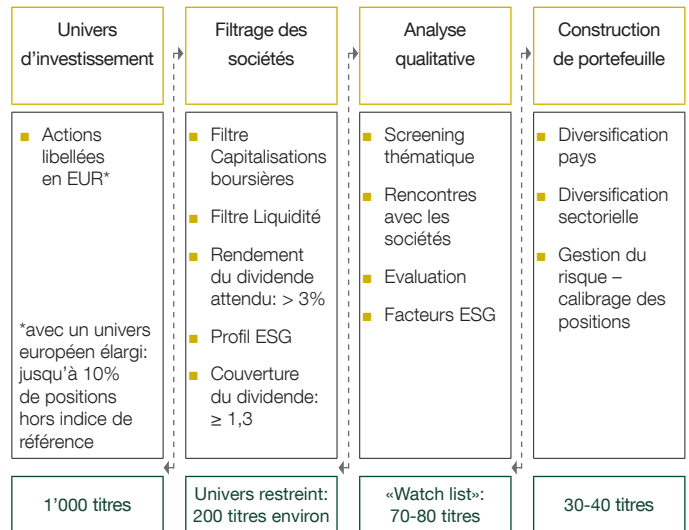 Univers
d'investissement
Actions
libellées
en EUR*
*avec un univers
européen élargi:
jusqu'à 10%
de positions
hors indice de
référence
1'000 titres
Filtrage des
sociétés
Filtre
Capitalisations
boursières
Filtre Liquidité
Rendement
du dividende
attendu: > 3%
Profil ESG
Couverture
du dividende:
≥ 1,3
Univers restreint:
200 titres environ
Analyse
qualitative
Screening
thématique
Rencontres
avec les
sociétés
Evaluation
Facteurs ESG
«Watch list»:
70-80 titres
Construction
de portefeuille
Diversification
pays
Diversification
sectorielle
Gestion du
risque –
calibrage des
positions
30-40 titres